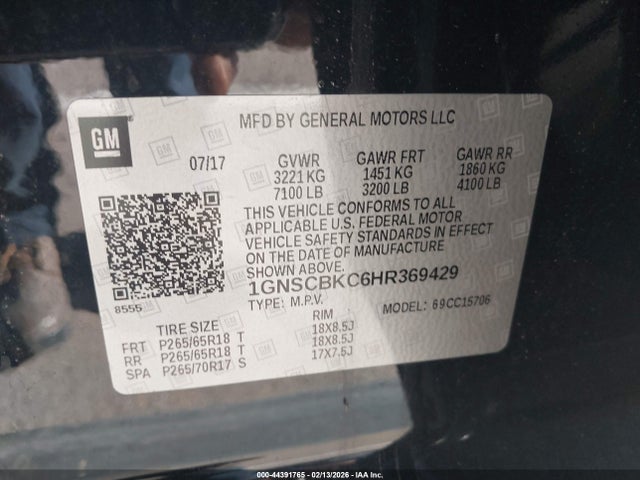 GM
MFD BY GENERAL MOTORS LLC
07/17 GVWR GAWR FRT GAWR RR
3221 KG 1451 KG 1860 KG
7100 LB 3200 LB 4100 LB
THIS VEHICLE CONFORMS TO ALL
APPLICABLE U.S. FEDERAL MOTOR
VEHICLE SAFETY STANDARDS IN EFFECT
ON THE DATE OF MANUFACTURE
SHOWN ABOVE.
1GNSCBKC6HR369429
TYPE: M.P.V. MODEL: 69CC15706
8555
TIRE SIZE RIM
FRT P265/65R18 T 18X8.5J
RR P265/65R18 T 18X8.5J
SPA P265/70R17 S 17X7.5J
000-44391765 - 02/13/2026 - IAA Inc.